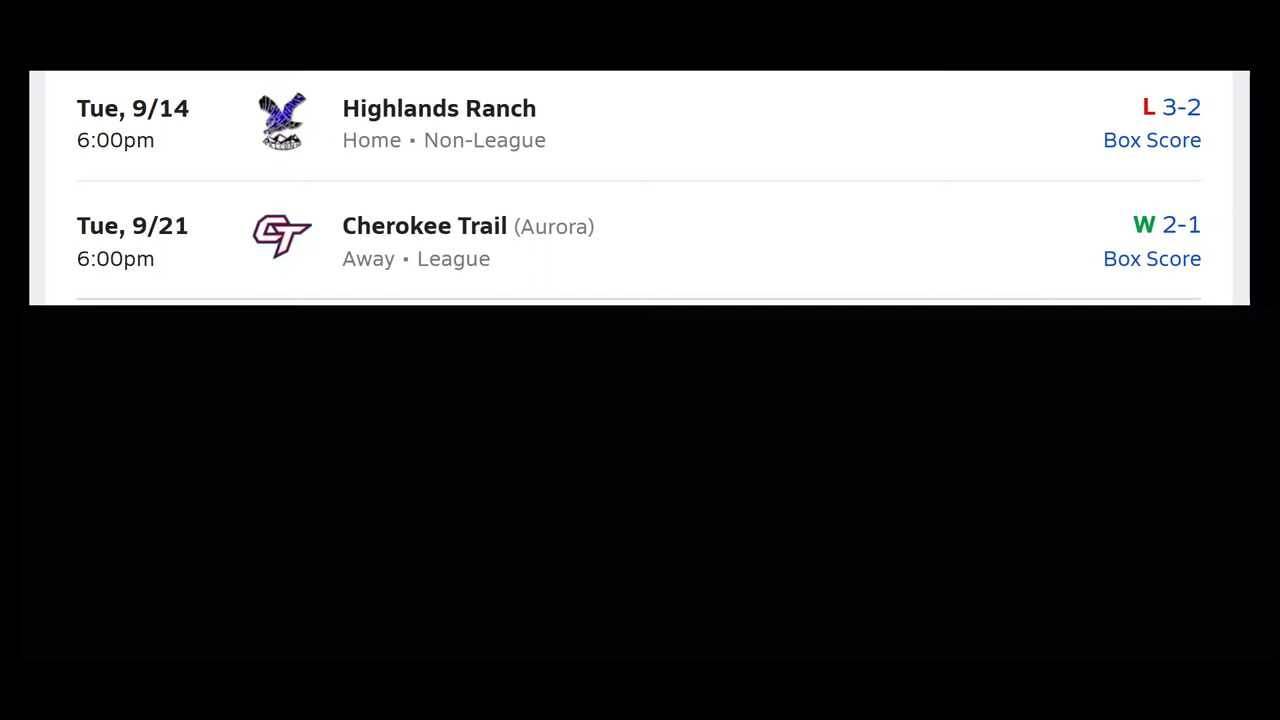 Tue, 9/14
Highlands Ranch
L 3-2
6:00pm
Home • Non-League
Box Score
Tue, 9/21
CT
Cherokee Trail (Aurora)
W 2-1
6:00pm
Away • League
Box Score